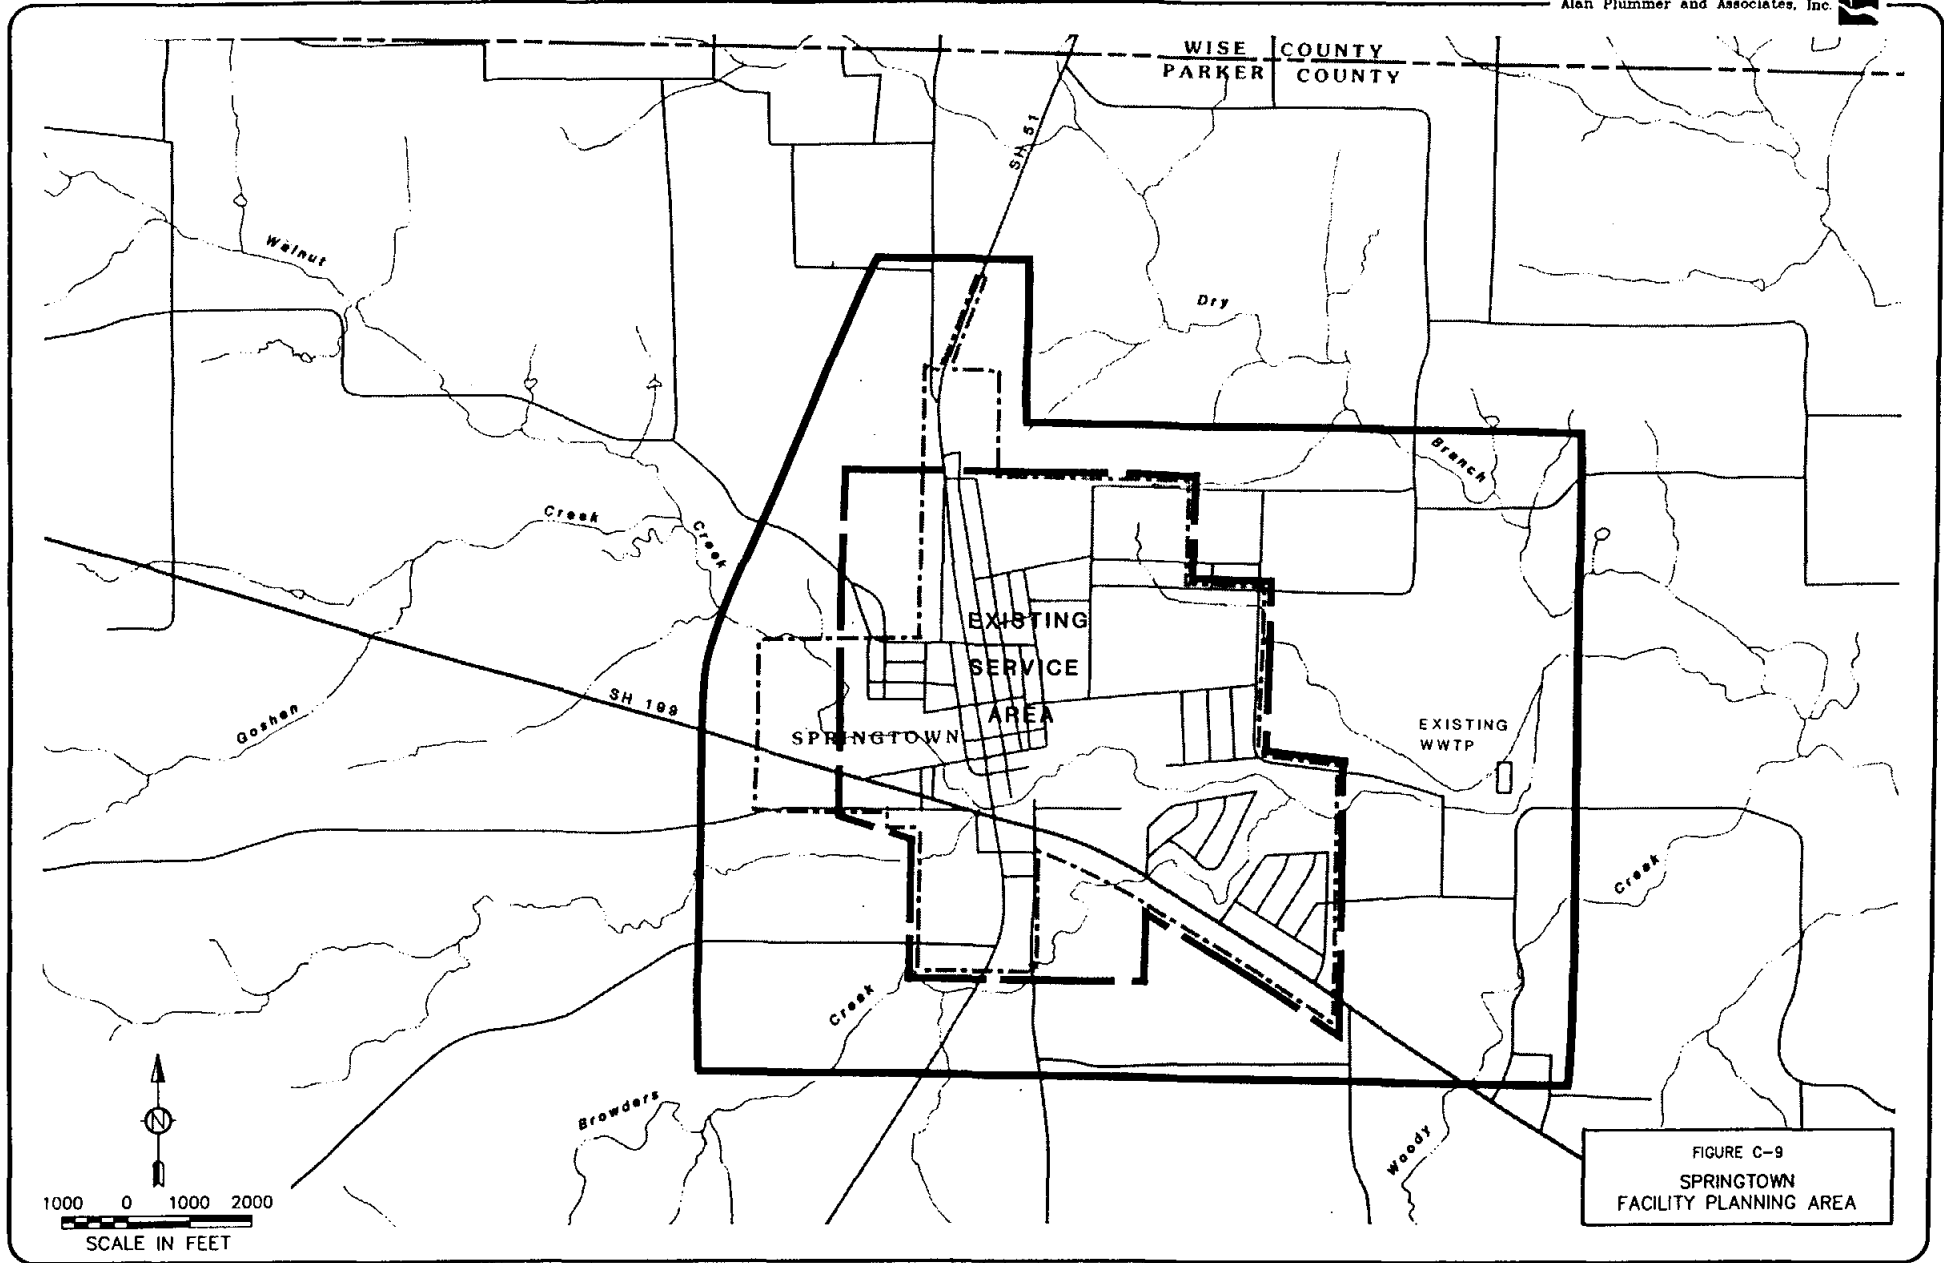 Alan Plummer and Associates, Inc.
WISE COUNTY
PARKER COUNTY
SH 51
Walnut
Dry
Branch
Creek
Creek
EXISTING
SERVICE
AREA
SH 199
Goshen
SPRINGTOWN
EXISTING
WWTP
Creek
Creek
Browders
Woody
N
1000 0 1000 2000
SCALE IN FEET
FIGURE C-9
SPRINGTOWN
FACILITY PLANNING AREA